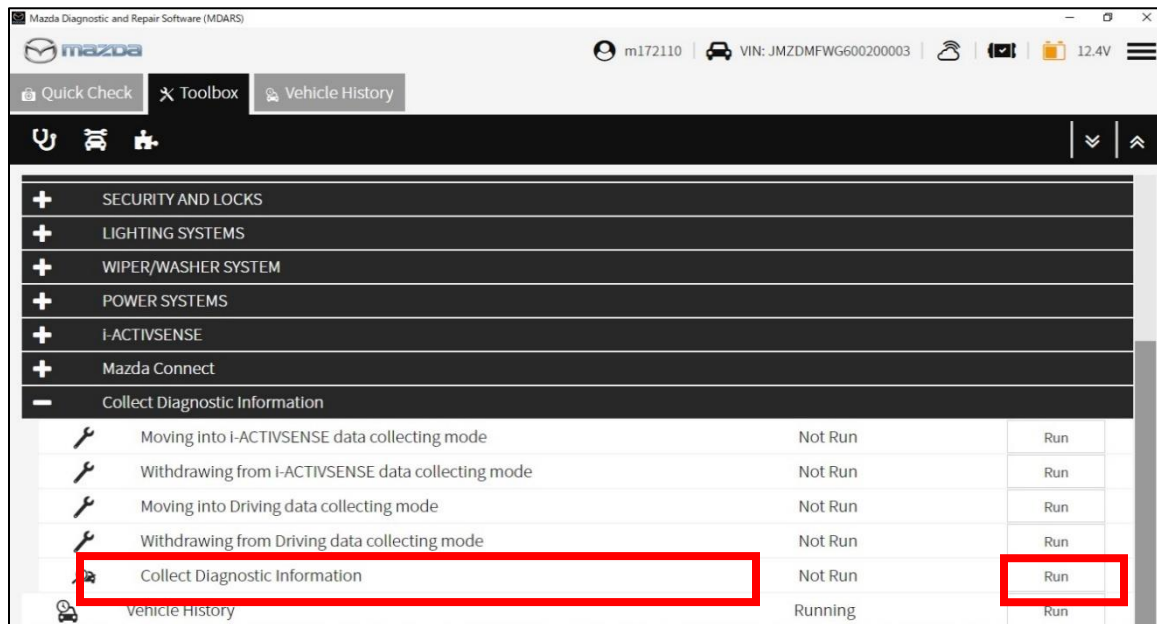 Mazda Diagnostic and Repair Software (MDARS)
mazda m172110 VIN: JMZDMFWG600200003 12.4V
Quick Check Toolbox Vehicle History
SECURITY AND LOCKS
LIGHTING SYSTEMS
WIPER/WASHER SYSTEM
POWER SYSTEMS
i-ACTIVSENSE
Mazda Connect
Collect Diagnostic Information
Moving into i-ACTIVSENSE data collecting mode Not Run Run
Withdrawing from i-ACTIVSENSE data collecting mode Not Run Run
Moving into Driving data collecting mode Not Run Run
Withdrawing from Driving data collecting mode Not Run Run
Collect Diagnostic Information Not Run Run
Vehicle History Running Run